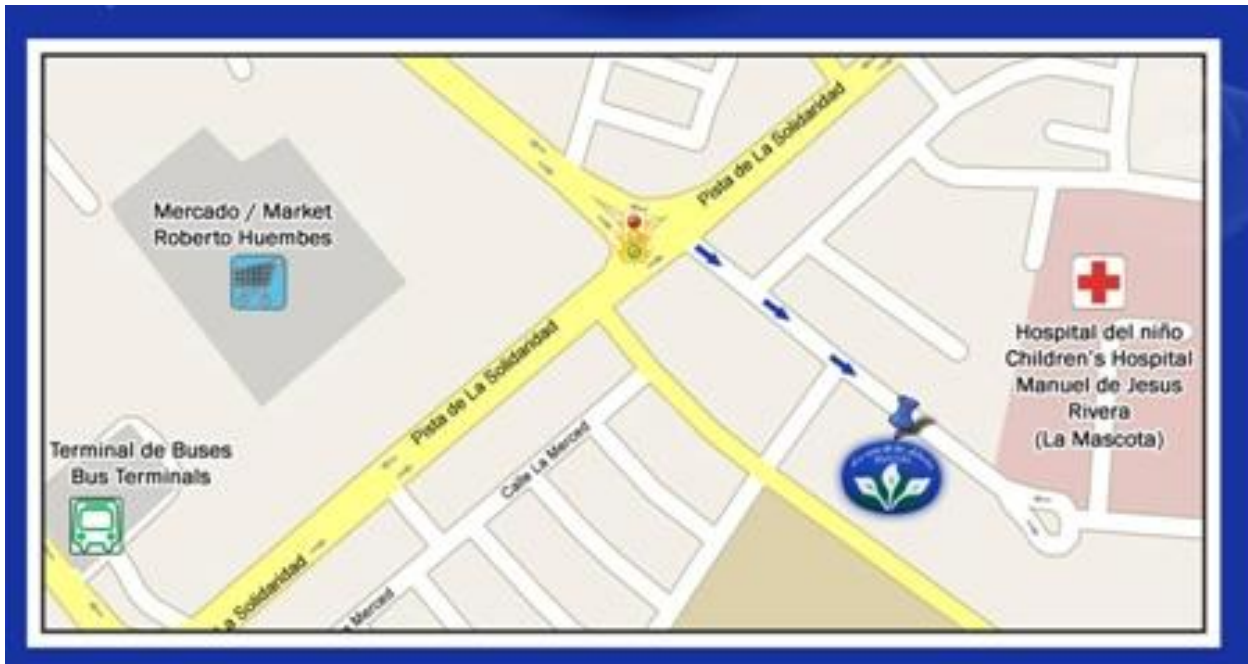 Pista de La Solidaridad
Mercado / Market
Roberto Huembes
Hospital del niño
Children's Hospital
Manuel de Jesus
Rivera
(La Mascota)
Pista de La Solidaridad
Terminal de Buses
Bus Terminals
Calle La Merced
La Solidaridad
Merced